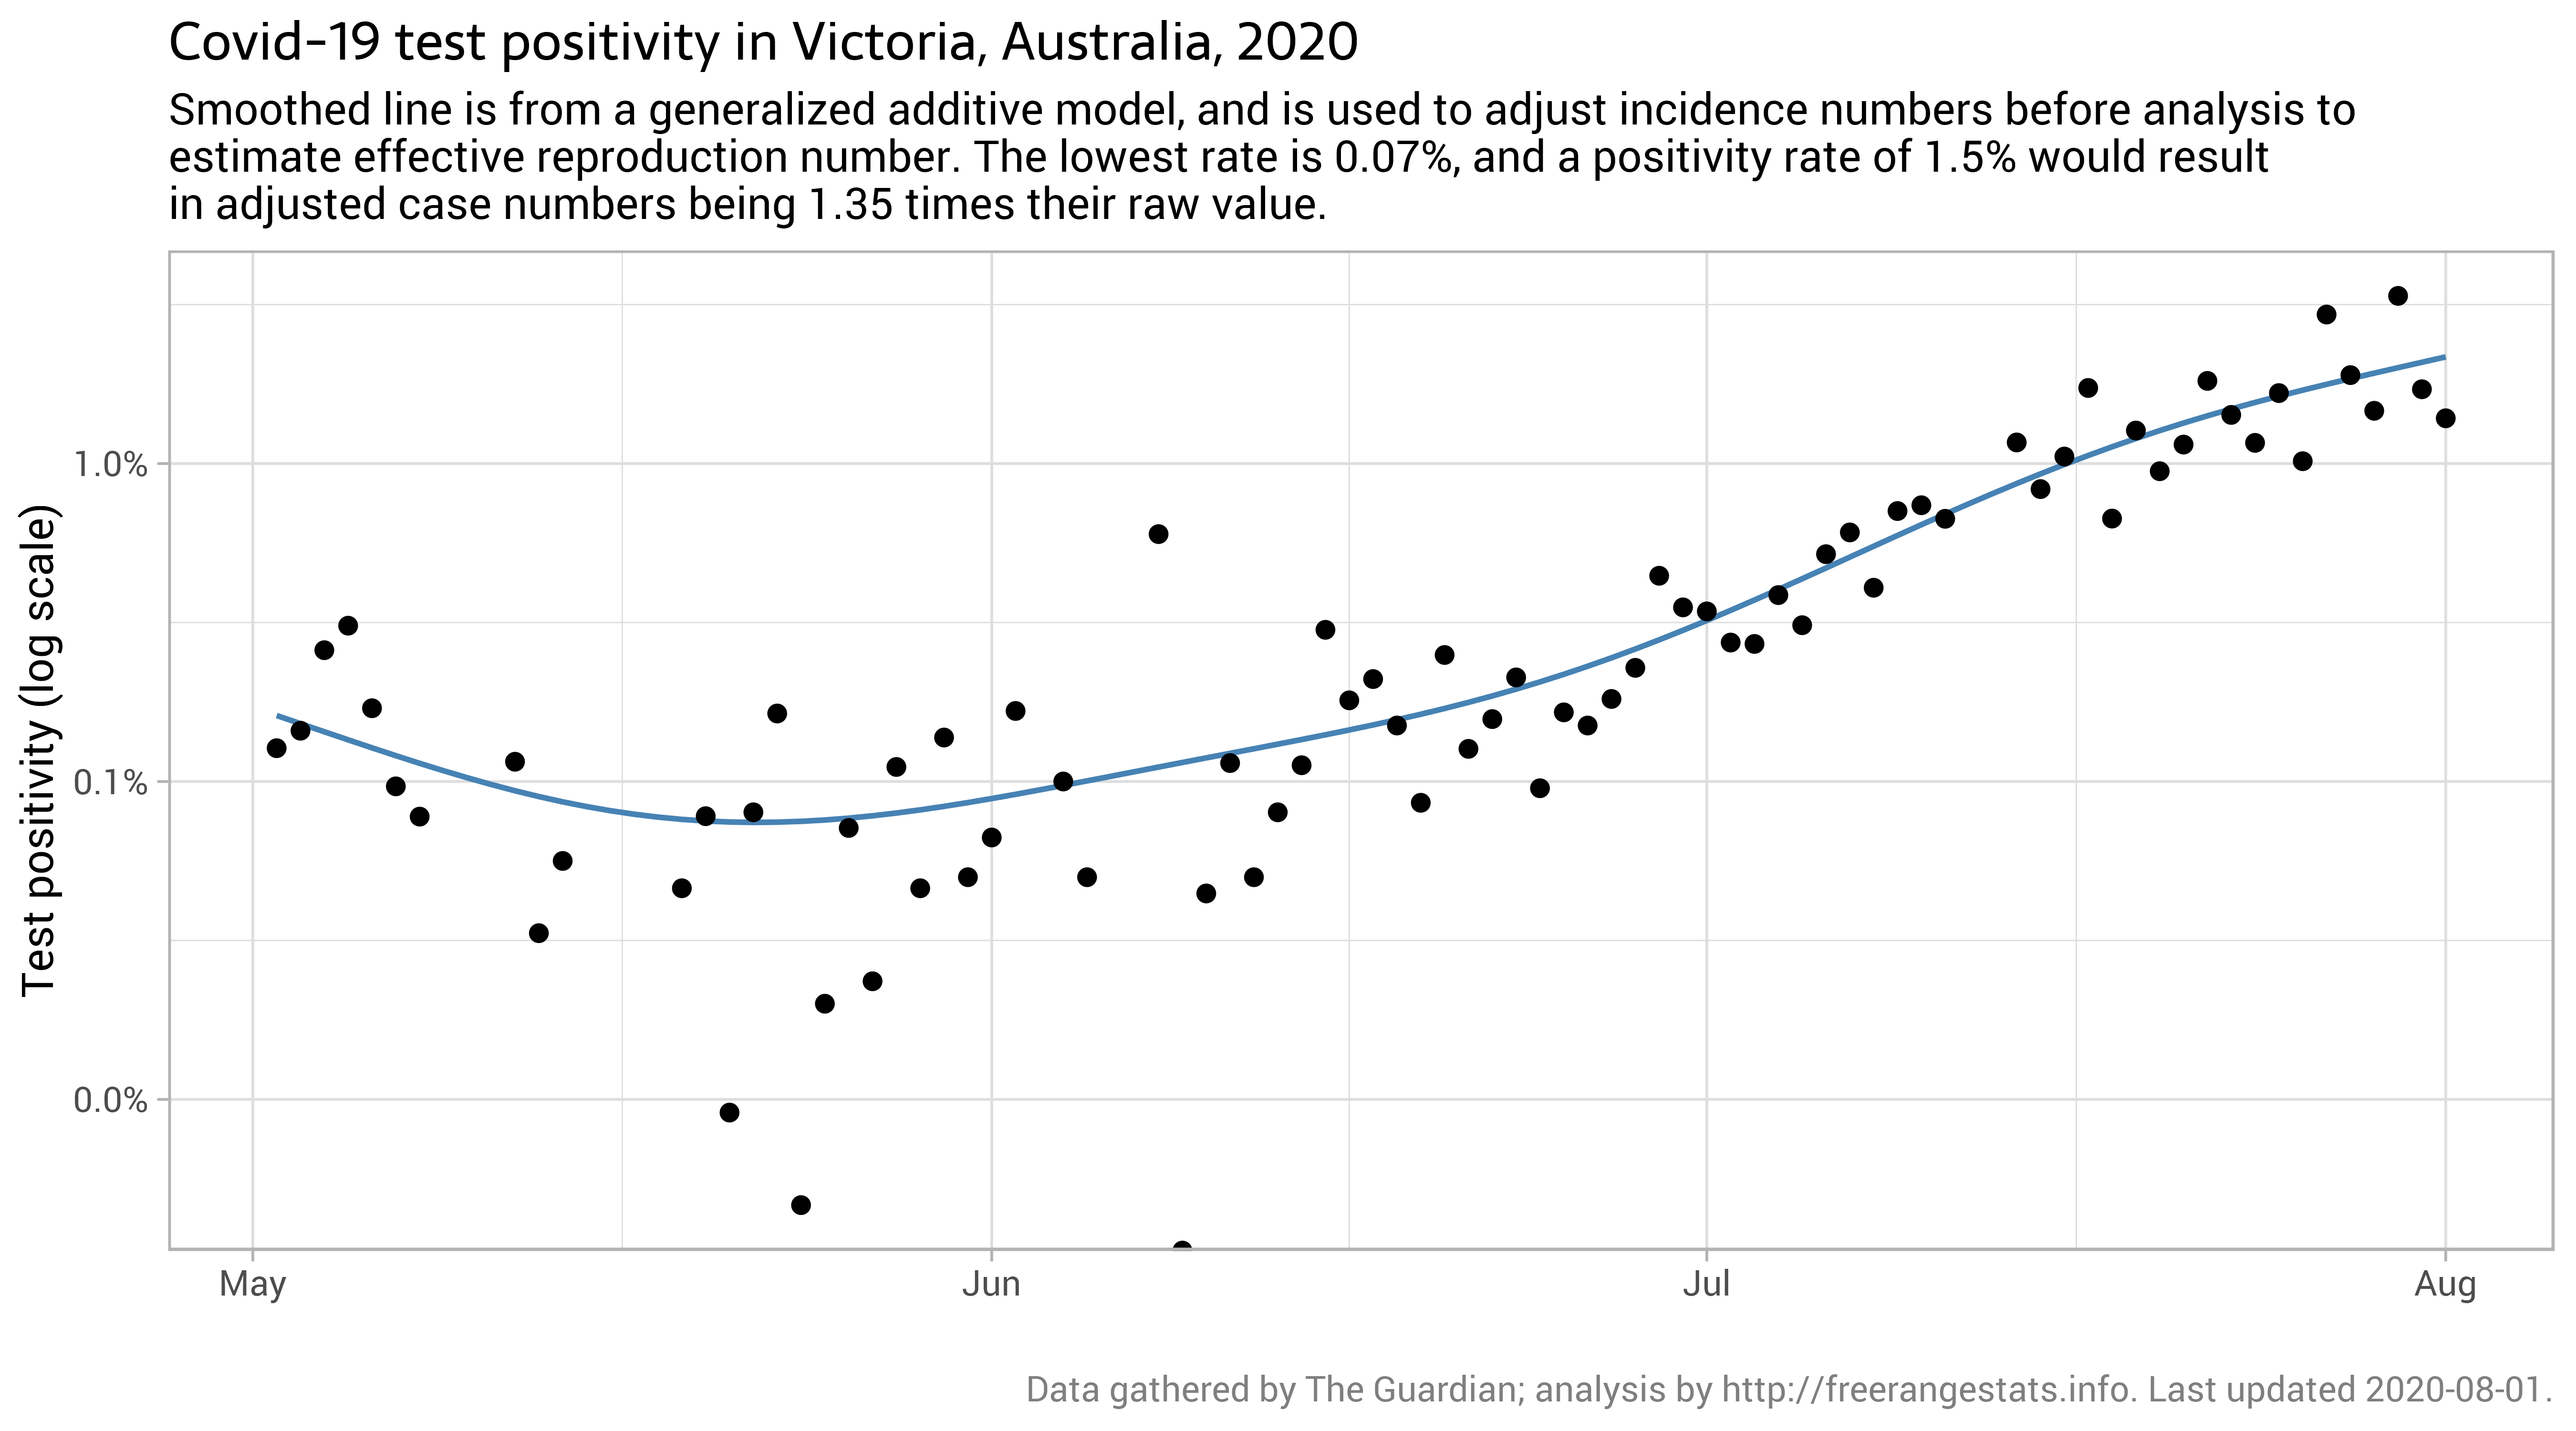 Covid-19 test positivity in Victoria, Australia, 2020
Smoothed line is from a generalized additive model, and is used to adjust incidence numbers before analysis to
estimate effective reproduction number. The lowest rate is 0.07%, and a positivity rate of 1.5% would result
in adjusted case numbers being 1.35 times their raw value.
Test positivity (log scale)
1.0%
0.1%
0.0%
May
Jun
Jul
Aug
Data gathered by The Guardian; analysis by http://freerangestats.info. Last updated 2020-08-01.